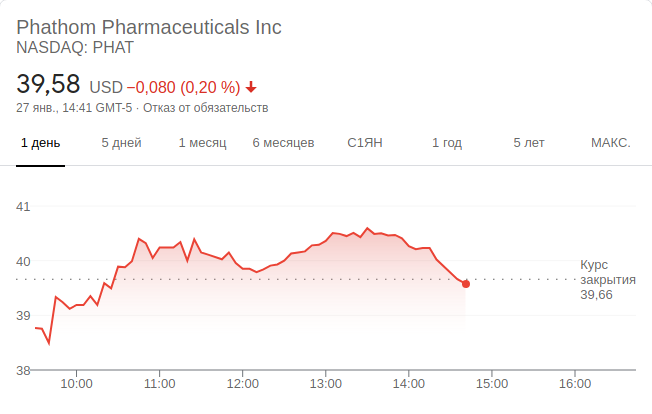 Phathom Pharmaceuticals Inc
NASDAQ: PHAT
39,58 USD −0,080 (0,20 %)
27 янв., 14:41 GMT-5 · Отказ от обязательств
1 день 5 дней 1 месяц 6 месяцев С1ЯН 1 год 5 лет МАКС.
41
40
Курс
закрытия
39,66
39
38
10:00 11:00 12:00 13:00 14:00 15:00 16:00